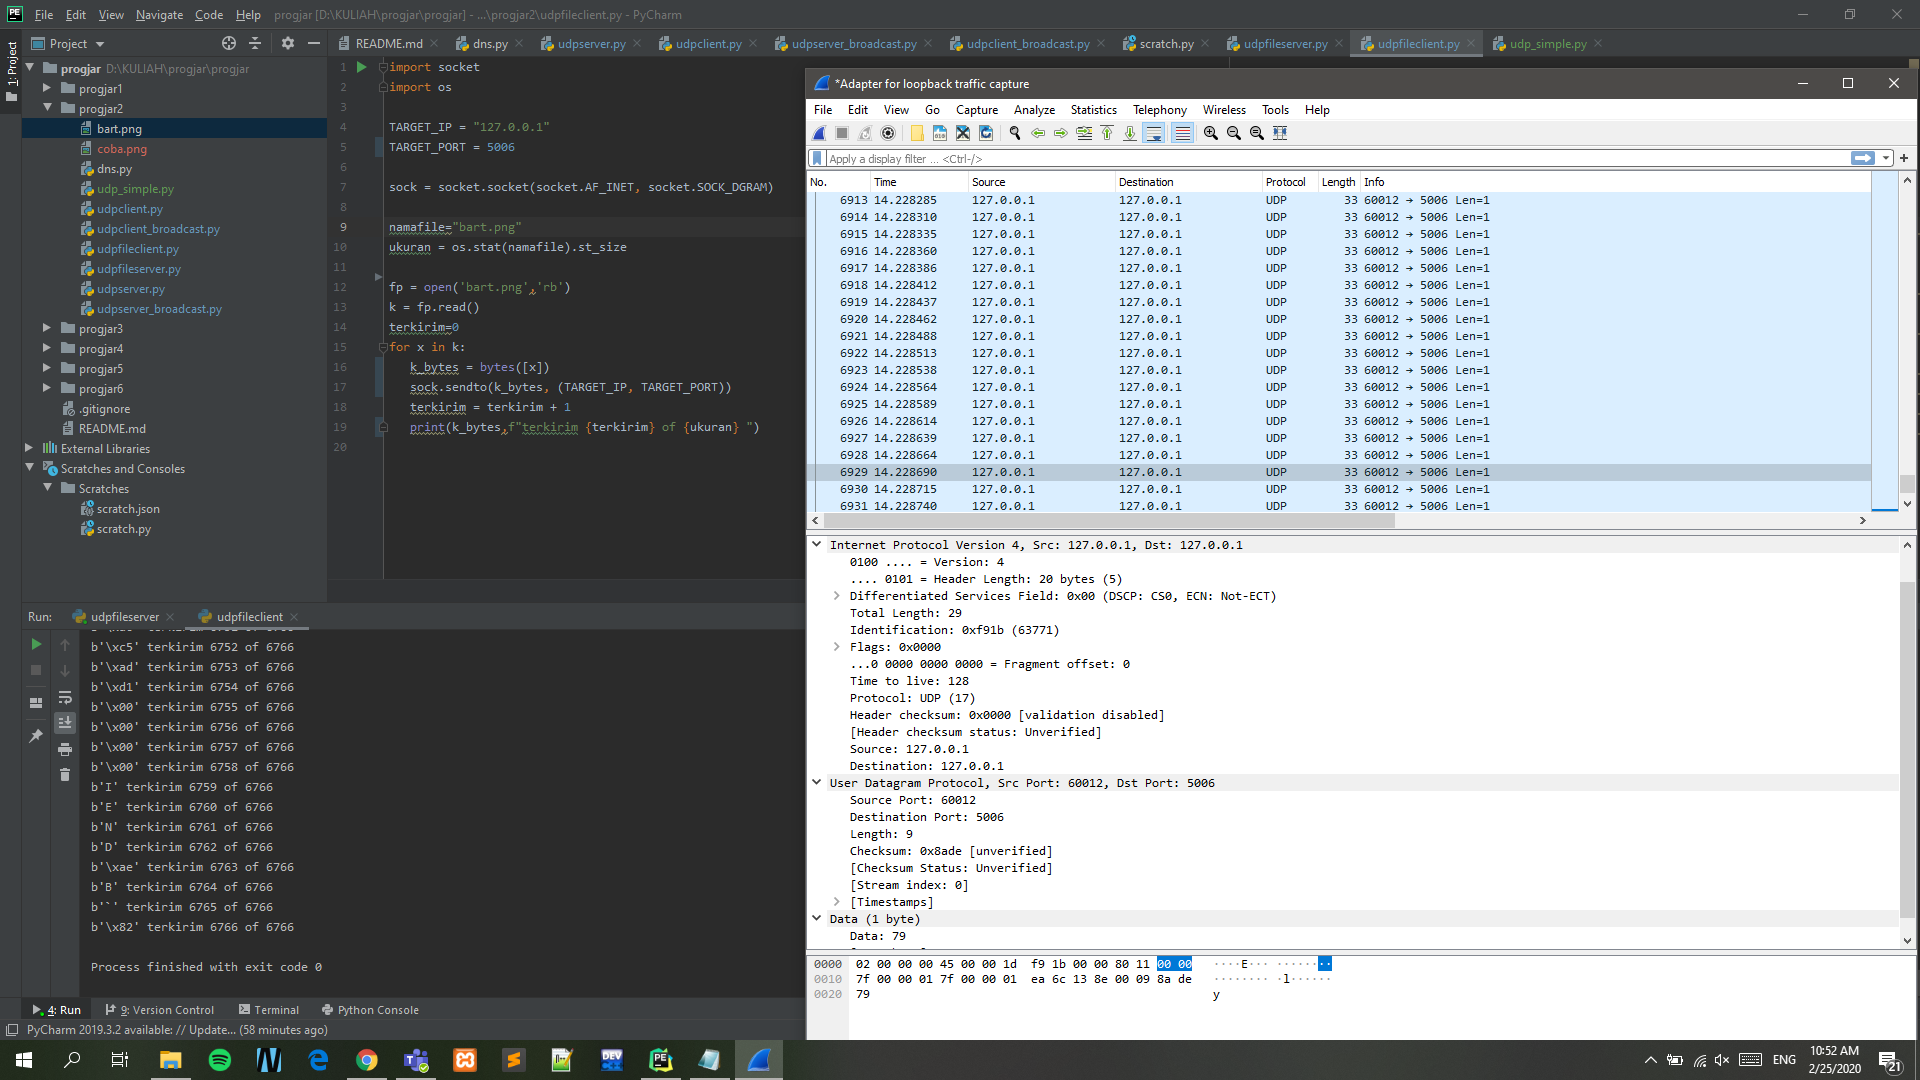 File Edit View Navigate Code Help progjar [D:\KULIAH\progjar\progjar] - ...\progjar2\udpfileclient.py - PyCharm
Project
README.md dns.py udpserver.py udpclient.py udpserver_broadcast.py udpclient_broadcast.py scratch.py udpfileserver.py udpfileclient.py udp_simple.py
1: Project
progjar D:\KULIAH\progjar\progjar
progjar1
progjar2
bart.png
coba.png
dns.py
udp_simple.py
udpclient.py
udpclient_broadcast.py
udpfileclient.py
udpfileserver.py
udpserver.py
udpserver_broadcast.py
progjar3
progjar4
progjar5
progjar6
.gitignore
README.md
External Libraries
Scratches and Consoles
Scratches
scratch.json
scratch.py
1 import socket
2 import os
3
4 TARGET_IP = "127.0.0.1"
5 TARGET_PORT = 5006
6
7 sock = socket.socket(socket.AF_INET, socket.SOCK_DGRAM)
8
9 namafile="bart.png"
10 ukuran = os.stat(namafile).st_size
11
12 fp = open('bart.png','rb')
13 k = fp.read()
14 terkirim=0
15 for x in k:
16 k_bytes = bytes([x])
17 sock.sendto(k_bytes, (TARGET_IP, TARGET_PORT))
18 terkirim = terkirim + 1
19 print(k_bytes,f"terkirim {terkirim} of {ukuran} ")
20
Run: udpfileserver udpfileclient
b'\xc5' terkirim 6752 of 6766
b'\xad' terkirim 6753 of 6766
b'\xd1' terkirim 6754 of 6766
b'\x00' terkirim 6755 of 6766
b'\x00' terkirim 6756 of 6766
b'\x00' terkirim 6757 of 6766
b'\x00' terkirim 6758 of 6766
b'I' terkirim 6759 of 6766
b'E' terkirim 6760 of 6766
b'N' terkirim 6761 of 6766
b'D' terkirim 6762 of 6766
b'\xae' terkirim 6763 of 6766
b'B' terkirim 6764 of 6766
b'`' terkirim 6765 of 6766
b'\x82' terkirim 6766 of 6766
Process finished with exit code 0
4: Run 9: Version Control Terminal Python Console
PyCharm 2019.3.2 available: // Update... (58 minutes ago)
*Adapter for loopback traffic capture
File Edit View Go Capture Analyze Statistics Telephony Wireless Tools Help
Apply a display filter ... <Ctrl-/>
No. Time Source Destination Protocol Length Info
6913 14.228285 127.0.0.1 127.0.0.1 UDP 33 60012 → 5006 Len=1
6914 14.228310 127.0.0.1 127.0.0.1 UDP 33 60012 → 5006 Len=1
6915 14.228335 127.0.0.1 127.0.0.1 UDP 33 60012 → 5006 Len=1
6916 14.228360 127.0.0.1 127.0.0.1 UDP 33 60012 → 5006 Len=1
6917 14.228386 127.0.0.1 127.0.0.1 UDP 33 60012 → 5006 Len=1
6918 14.228412 127.0.0.1 127.0.0.1 UDP 33 60012 → 5006 Len=1
6919 14.228437 127.0.0.1 127.0.0.1 UDP 33 60012 → 5006 Len=1
6920 14.228462 127.0.0.1 127.0.0.1 UDP 33 60012 → 5006 Len=1
6921 14.228488 127.0.0.1 127.0.0.1 UDP 33 60012 → 5006 Len=1
6922 14.228513 127.0.0.1 127.0.0.1 UDP 33 60012 → 5006 Len=1
6923 14.228538 127.0.0.1 127.0.0.1 UDP 33 60012 → 5006 Len=1
6924 14.228564 127.0.0.1 127.0.0.1 UDP 33 60012 → 5006 Len=1
6925 14.228589 127.0.0.1 127.0.0.1 UDP 33 60012 → 5006 Len=1
6926 14.228614 127.0.0.1 127.0.0.1 UDP 33 60012 → 5006 Len=1
6927 14.228639 127.0.0.1 127.0.0.1 UDP 33 60012 → 5006 Len=1
6928 14.228664 127.0.0.1 127.0.0.1 UDP 33 60012 → 5006 Len=1
6929 14.228690 127.0.0.1 127.0.0.1 UDP 33 60012 → 5006 Len=1
6930 14.228715 127.0.0.1 127.0.0.1 UDP 33 60012 → 5006 Len=1
6931 14.228740 127.0.0.1 127.0.0.1 UDP 33 60012 → 5006 Len=1
Internet Protocol Version 4, Src: 127.0.0.1, Dst: 127.0.0.1
0100 .... = Version: 4
.... 0101 = Header Length: 20 bytes (5)
Differentiated Services Field: 0x00 (DSCP: CS0, ECN: Not-ECT)
Total Length: 29
Identification: 0xf91b (63771)
Flags: 0x0000
...0 0000 0000 0000 = Fragment offset: 0
Time to live: 128
Protocol: UDP (17)
Header checksum: 0x0000 [validation disabled]
[Header checksum status: Unverified]
Source: 127.0.0.1
Destination: 127.0.0.1
User Datagram Protocol, Src Port: 60012, Dst Port: 5006
Source Port: 60012
Destination Port: 5006
Length: 9
Checksum: 0x8ade [unverified]
[Checksum Status: Unverified]
[Stream index: 0]
[Timestamps]
Data (1 byte)
Data: 79
0000 02 00 00 00 45 00 00 1d f9 1b 00 00 80 11 00 00 ····E··· ········
0010 7f 00 00 01 7f 00 00 01 ea 6c 13 8e 00 09 8a de ········ ·l······
0020 79 y
ENG
10:52 AM
2/25/2020
21